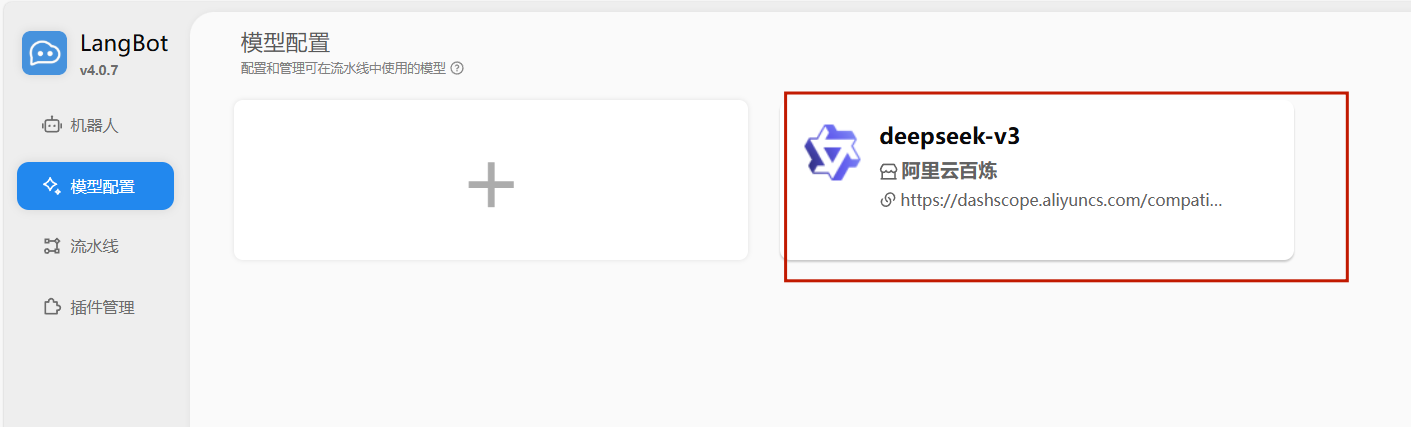 LangBot
v4.0.7
机器人
模型配置
流水线
插件管理
模型配置
配置和管理可在流水线中使用的模型
deepseek-v3
阿里云百炼
https://dashscope.aliyuncs.com/compati...